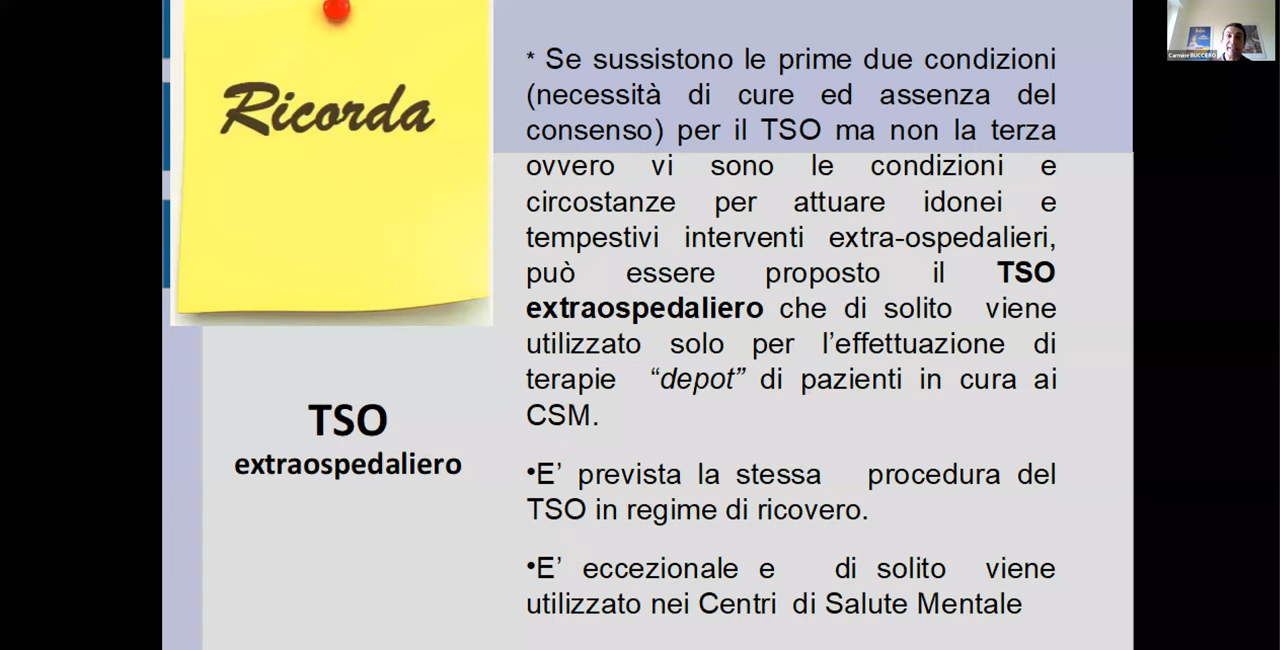 Ricorda
TSO
extraospedaliero
* Se sussistono le prime due condizioni
(necessità di cure ed assenza del
consenso) per il TSO ma non la terza
ovvero vi sono le condizioni e
circostanze per attuare idonei e
tempestivi interventi extra-ospedalieri,
può essere proposto il TSO
extraospedaliero che di solito viene
utilizzato solo per l’effettuazione di
terapie “depot” di pazienti in cura ai
CSM.
•E’ prevista la stessa procedura del
TSO in regime di ricovero.
•E’ eccezionale e di solito viene
utilizzato nei Centri di Salute Mentale
Carmine BUCCERO